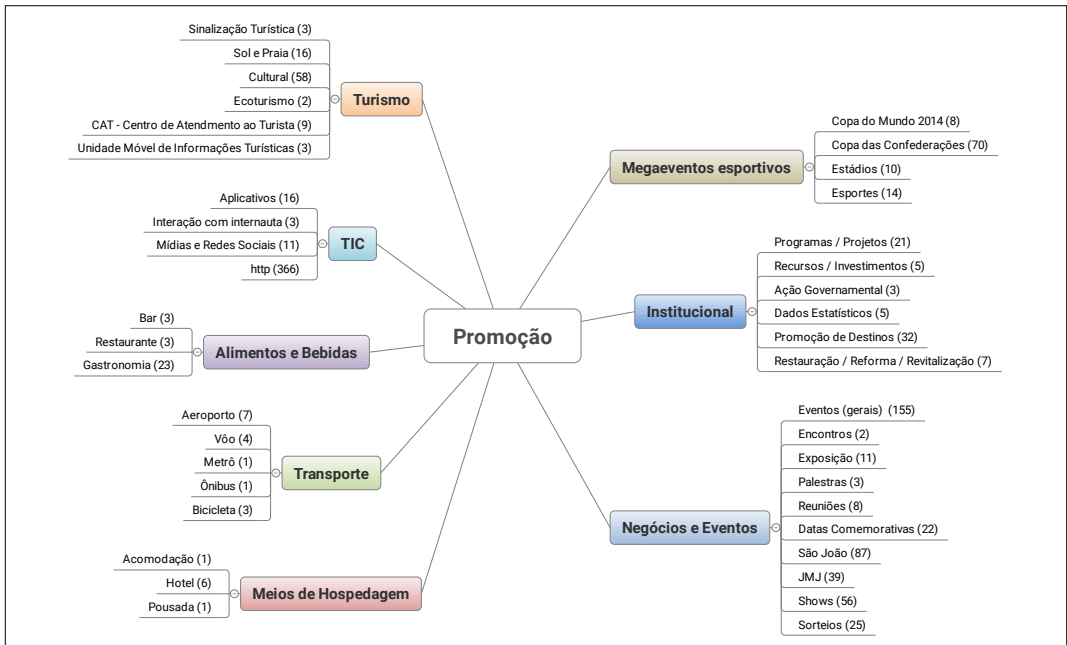 Promoção
Turismo
Sinalização Turística (3)
Sol e Praia (16)
Cultural (58)
Ecoturismo (2)
CAT - Centro de Atendmento ao Turista (9)
Unidade Móvel de Informações Turísticas (3)
TIC
Aplicativos (16)
Interação com internauta (3)
Mídias e Redes Sociais (11)
http (366)
Alimentos e Bebidas
Bar (3)
Restaurante (3)
Gastronomia (23)
Transporte
Aeroporto (7)
Vôo (4)
Metrô (1)
Ônibus (1)
Bicicleta (3)
Meios de Hospedagem
Acomodação (1)
Hotel (6)
Pousada (1)
Megaeventos esportivos
Copa do Mundo 2014 (8)
Copa das Confederações (70)
Estádios (10)
Esportes (14)
Institucional
Programas / Projetos (21)
Recursos / Investimentos (5)
Ação Governamental (3)
Dados Estatísticos (5)
Promoção de Destinos (32)
Restauração / Reforma / Revitalização (7)
Negócios e Eventos
Eventos (gerais) (155)
Encontros (2)
Exposição (11)
Palestras (3)
Reuniões (8)
Datas Comemorativas (22)
São João (87)
JMJ (39)
Shows (56)
Sorteios (25)